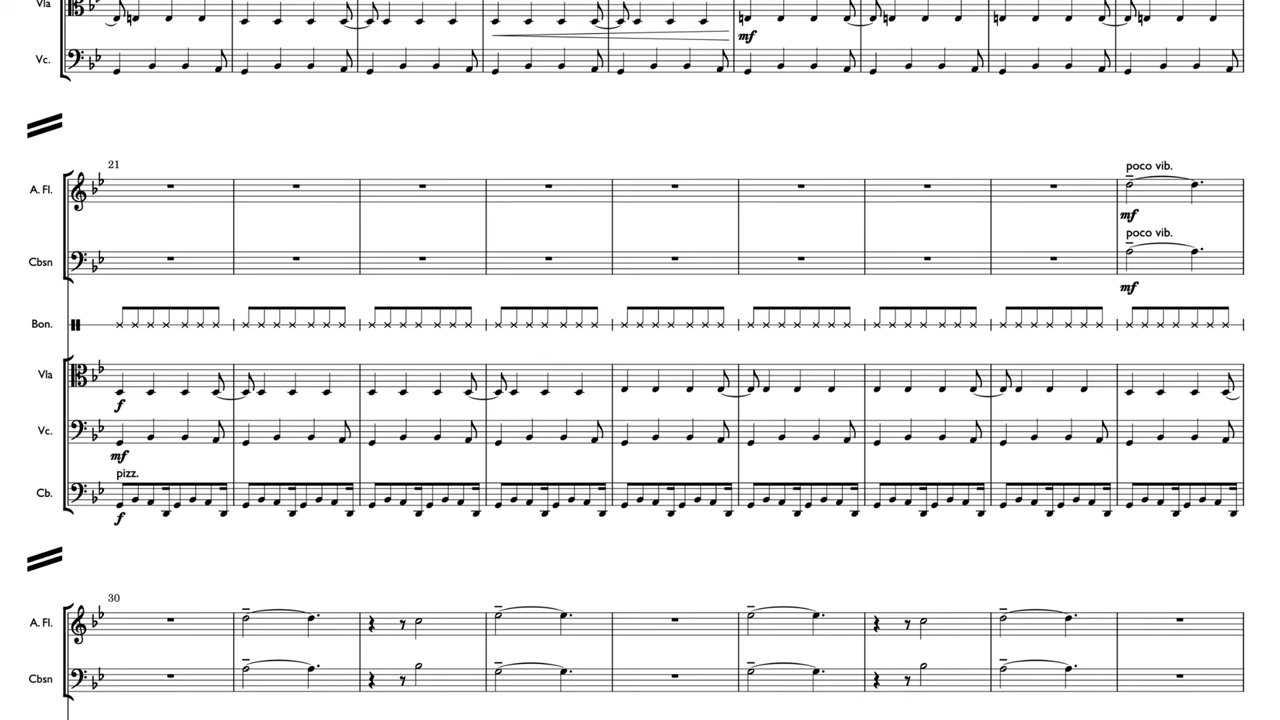 Vla
mf
Vc.
21
poco vib.
A. Fl.
mf
poco vib.
Cbsn
mf
Bon.
Vla
f
Vc.
mf
pizz.
Cb.
f
30
A. Fl.
Cbsn